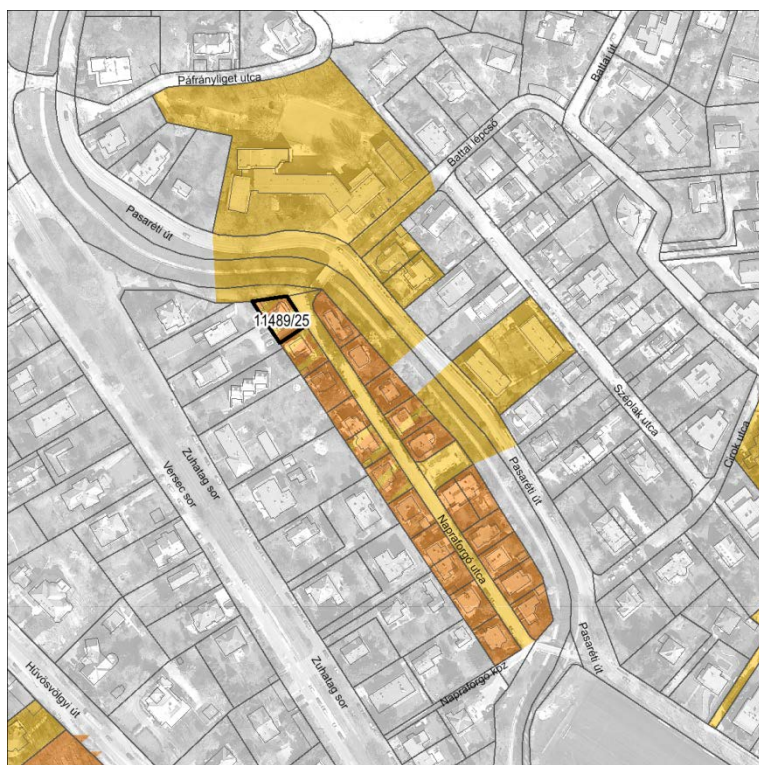 Páfrányliget utca
Battai út
Battai lépcső
Pasaréti út
11489/25
Széplak utca
Cirok utca
Zuhatag sor
Versec sor
Pasaréti út
Napraforgó utca
Pasaréti út
Zuhatag sor
Napraforgó köz
Hűvösvölgyi út